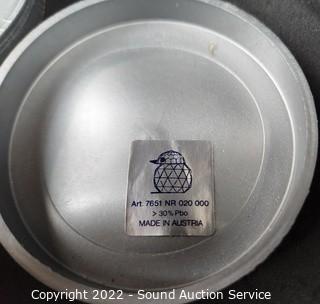 Art. 7651 NR 020 000
> 30% Pbo
MADE IN AUSTRIA
Copyright © 2022 - Sound Auction Service